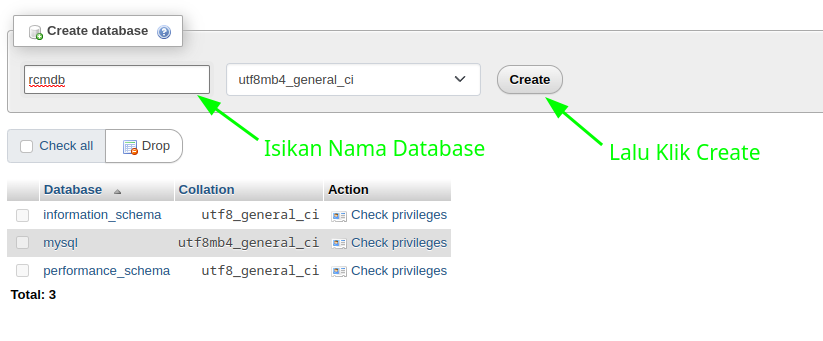 Create database
rcmdb utf8mb4_general_ci Create
Isikan Nama Database Lalu Klik Create
Check all Drop
Database Collation Action
information_schema utf8_general_ci Check privileges
mysql utf8mb4_general_ci Check privileges
performance_schema utf8_general_ci Check privileges
Total: 3